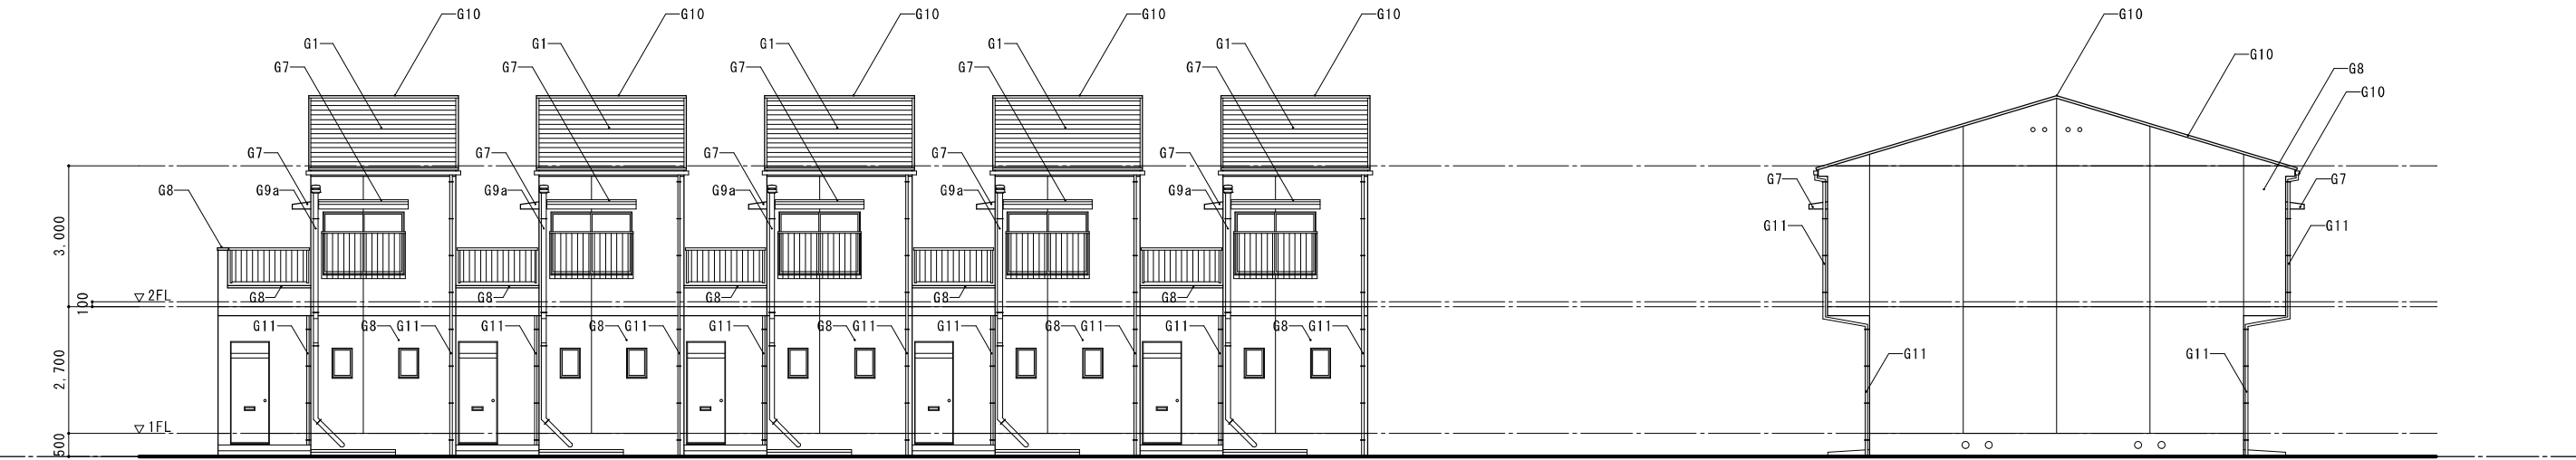 G10 G10 G10 G10 G10 G10
G1 G1 G1 G1 G1 G10
G7 G7 G7 G7 G7 G8
G10
G7 G7 G7 G7 G7
G8 G9a G9a G9a G9a G9a G7 G7
3,000
G11 G11
100 ▽2FL G8 G8 G8 G8 G8
G11 G8 G11 G11 G8 G11 G11 G8 G11 G11 G8 G11 G11 G8 G11
2,700
G11 G11
▽1FL
500